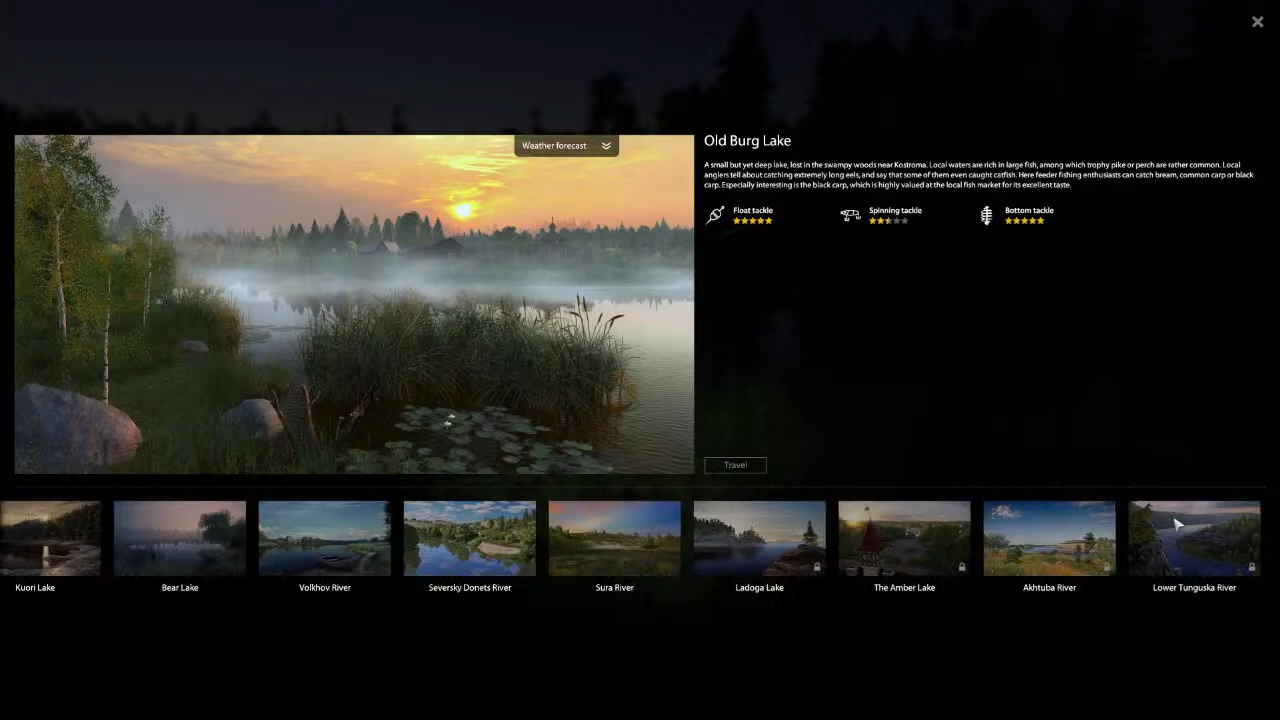 Weather forecast
Old Burg Lake
A small but yet deep lake, lost in the swampy woods near Kostroma. Local waters are rich in large fish, among which trophy pike or perch are rather common. Local
anglers tell about catching extremely long eels, and say that some of them even caught catfish. Here feeder fishing enthusiasts can catch bream, common carp or black
carp. Especially interesting is the black carp, which is highly valued at the local fish market for its excellent taste.
Float tackle
Spinning tackle
Bottom tackle
Travel
Kuori Lake
Bear Lake
Volkhov River
Seversky Donets River
Sura River
Ladoga Lake
The Amber Lake
Akhtuba River
Lower Tunguska River